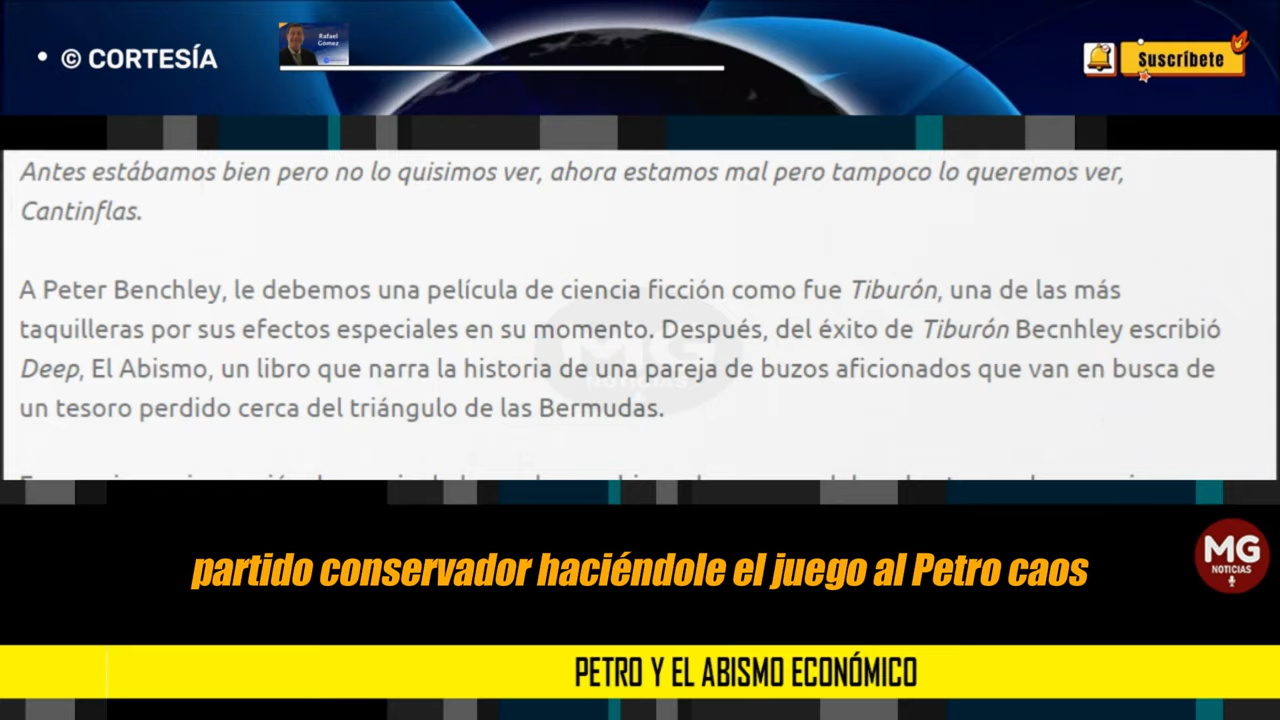 • © CORTESÍA
Rafael
Gómez
Suscríbete
Antes estábamos bien pero no lo quisimos ver, ahora estamos mal pero tampoco lo queremos ver,
Cantinflas.
A Peter Benchley, le debemos una película de ciencia ficción como fue Tiburón, una de las más
taquilleras por sus efectos especiales en su momento. Después, del éxito de Tiburón Becnhley escribió
Deep, El Abismo, un libro que narra la historia de una pareja de buzos aficionados que van en busca de
un tesoro perdido cerca del triángulo de las Bermudas.
MG
NOTICIAS
partido conservador haciéndole el juego al Petro caos
MG
NOTICIAS
PETRO Y EL ABISMO ECONÓMICO